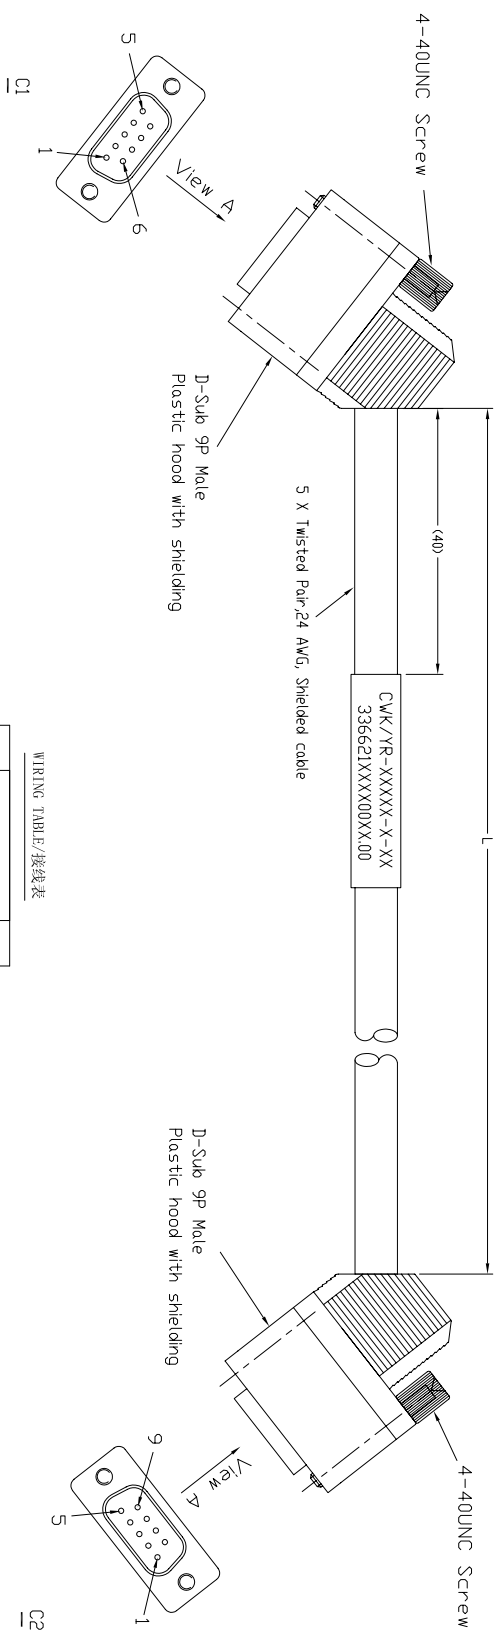 4-40UNC Screw
L
4-40UNC Screw
(40)
CWK/YR-XXXXX-X-XX
336621XXXX00XX.00
5 X Twisted Pair,24 AWG, Shielded cable
View A
D-Sub 9P Male
Plastic hood with shielding
D-Sub 9P Male
Plastic hood with shielding
View A
5
1
6
9
5
1
C1
C2
WIRING TABLE/接线表